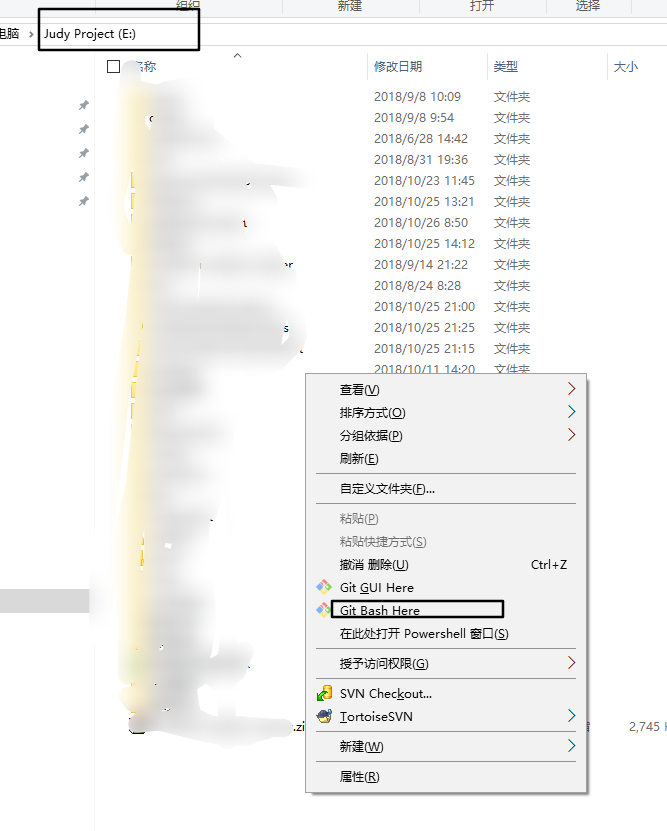 组织 新建 打开 选择
电脑 Judy Project (E:)
名称 修改日期 类型 大小
2018/9/8 10:09 文件夹
2018/9/8 9:54 文件夹
2018/6/28 14:42 文件夹
2018/8/31 19:36 文件夹
2018/10/23 11:45 文件夹
2018/10/25 13:21 文件夹
2018/10/26 8:50 文件夹
2018/10/25 14:12 文件夹
2018/9/14 21:22 文件夹
2018/8/24 8:28 文件夹
2018/10/25 21:00 文件夹
2018/10/25 21:25 文件夹
2018/10/25 21:15 文件夹
2018/10/11 14:20 文件夹
查看(V)
排序方式(O)
分组依据(P)
刷新(E)
自定义文件夹(F)...
粘贴(P)
粘贴快捷方式(S)
撤消 删除(U) Ctrl+Z
Git GUI Here
Git Bash Here
在此处打开 Powershell 窗口(S)
授予访问权限(G)
SVN Checkout...
TortoiseSVN
.zi 2,745
新建(W)
属性(R)